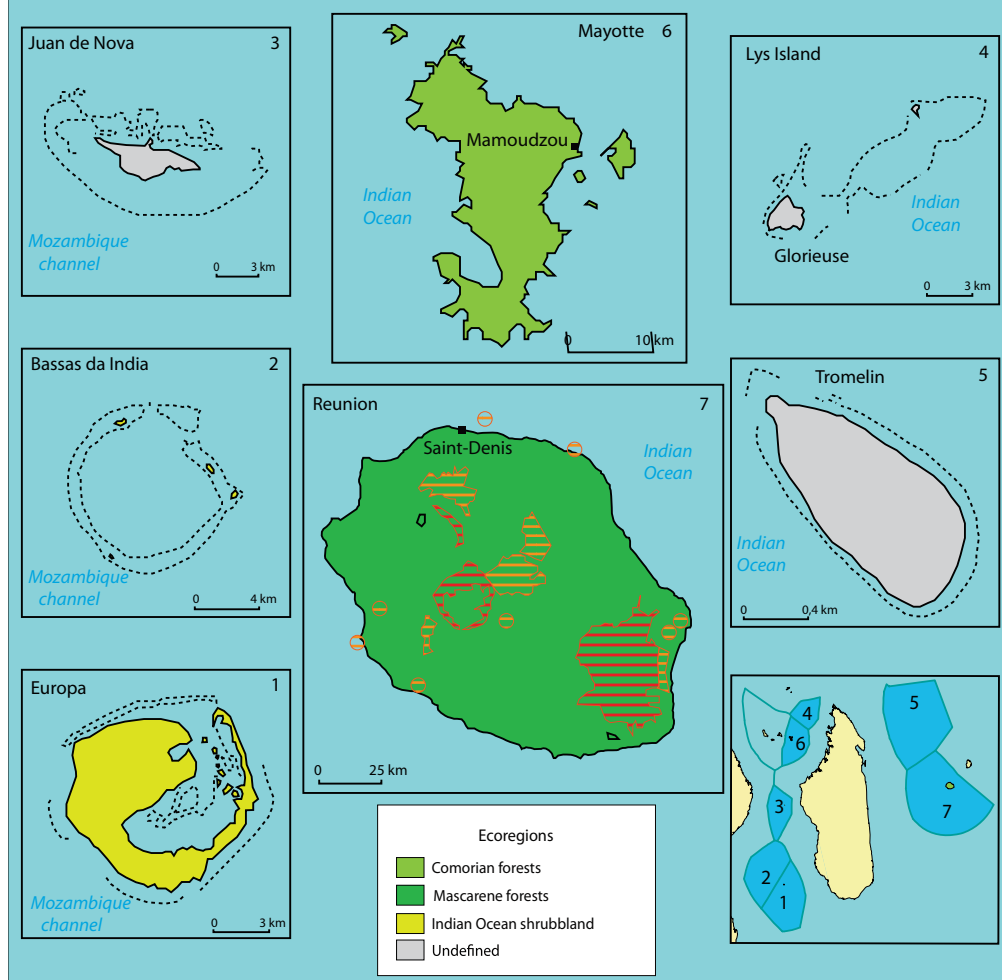 Juan de Nova
3
Mozambique
channel
0 3 km
Mayotte 6
Mamoudzou
Indian
Ocean
0 10 km
Lys Island
4
Indian
Ocean
Glorieuse
0 3 km
Bassas da India
2
Mozambique
channel
0 4 km
Reunion
7
Saint-Denis
Indian
Ocean
0 25 km
Tromelin
5
Indian
Ocean
0 0,4 km
Europa
1
Mozambique
channel
0 3 km
Ecoregions
Comorian forests
Mascarene forests
Indian Ocean shrubbland
Undefined
4
5
6
3
7
2
1